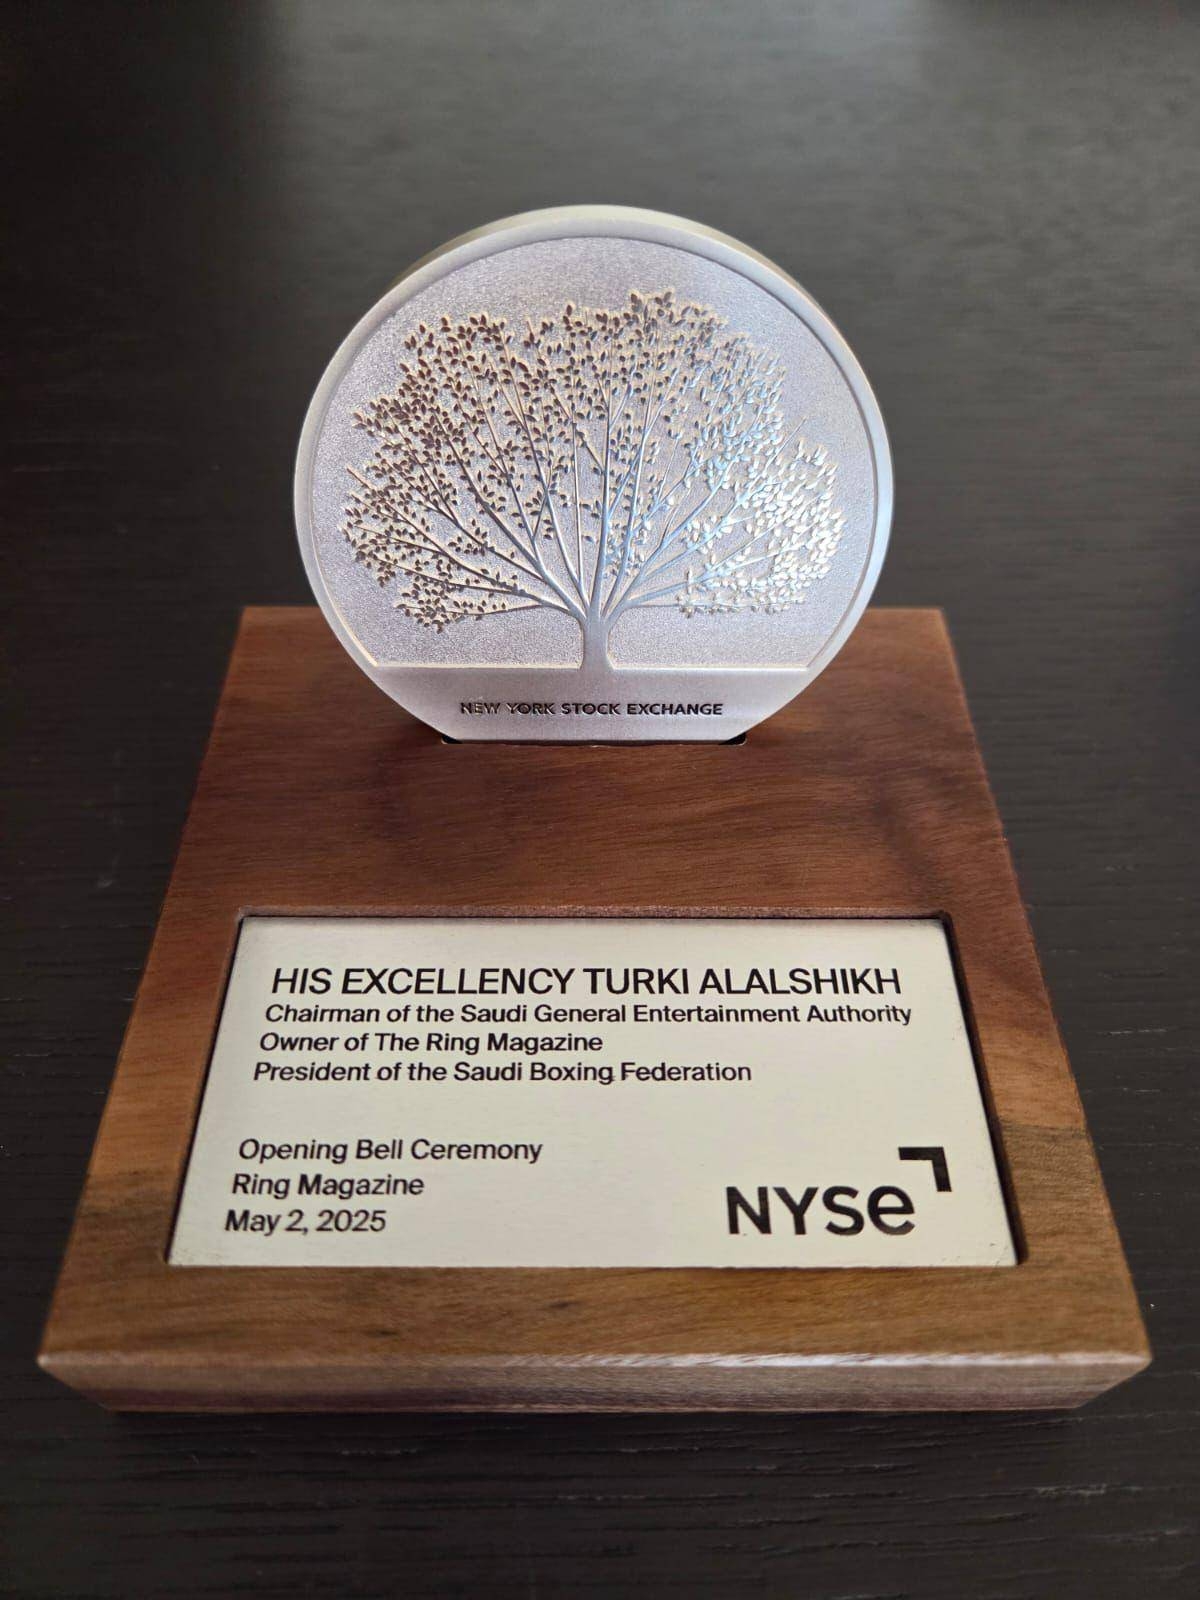 NEW YORK STOCK EXCHANGE
HIS EXCELLENCY TURKI ALALSHIKH
Chairman of the Saudi General Entertainment Authority
Owner of The Ring Magazine
President of the Saudi Boxing Federation
Opening Bell Ceremony
Ring Magazine
May 2, 2025
NYSe